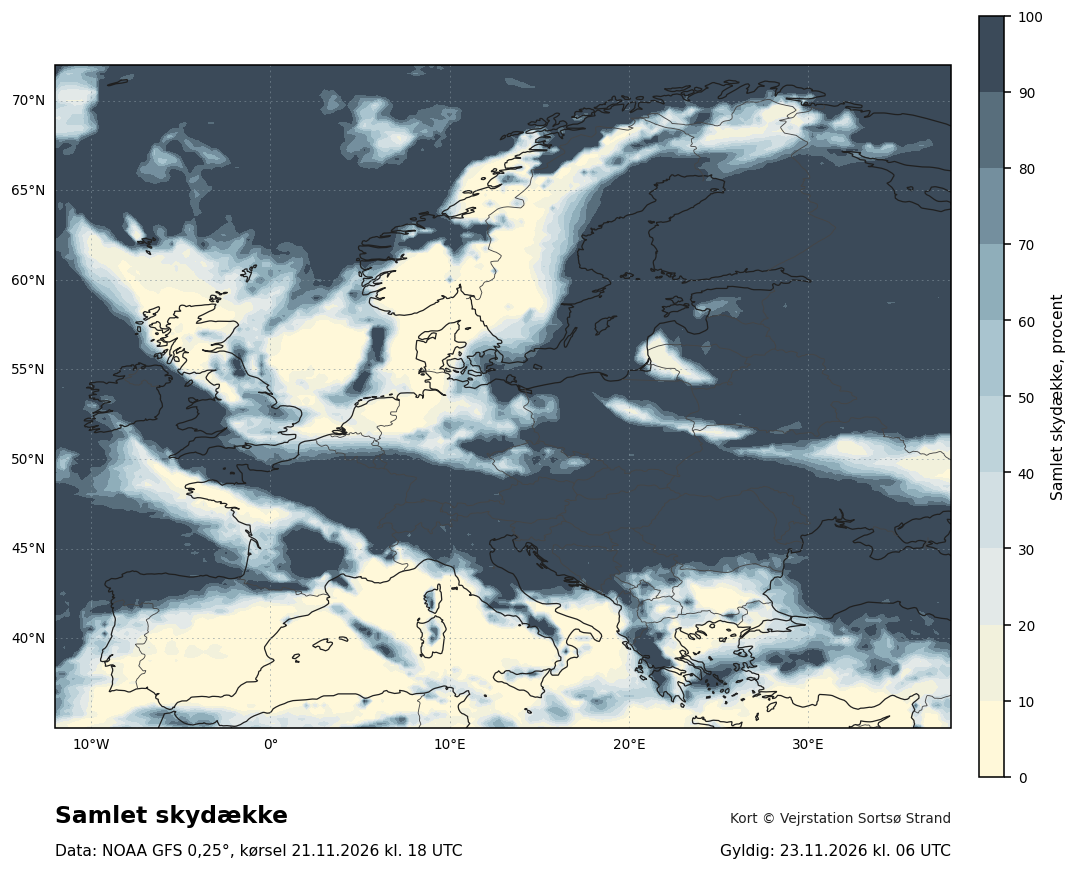 70°N
65°N
60°N
55°N
50°N
45°N
40°N
10°W
0°
10°E
20°E
30°E
100
90
80
70
60
50
40
30
20
10
0
Samlet skydække, procent
Samlet skydække
Kort © Vejrstation Sortsø Strand
Data: NOAA GFS 0,25°, kørsel 21.11.2026 kl. 18 UTC
Gyldig: 23.11.2026 kl. 06 UTC